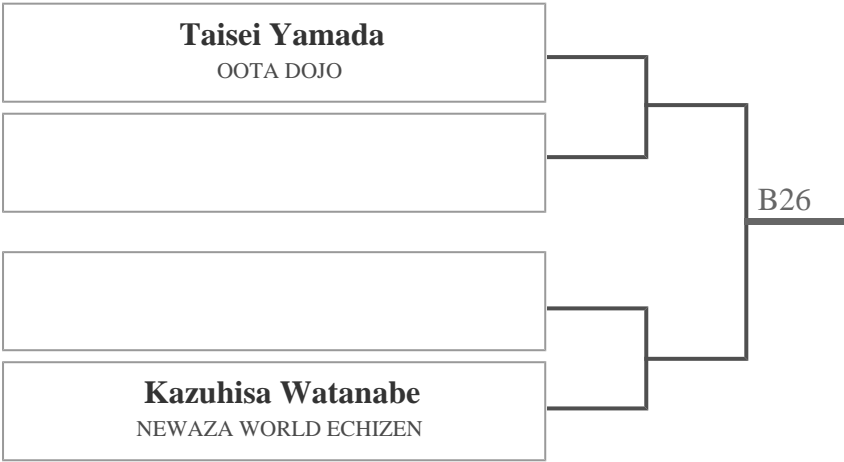 Taisei Yamada
OOTA DOJO
B26
Kazuhisa Watanabe
NEWAZA WORLD ECHIZEN